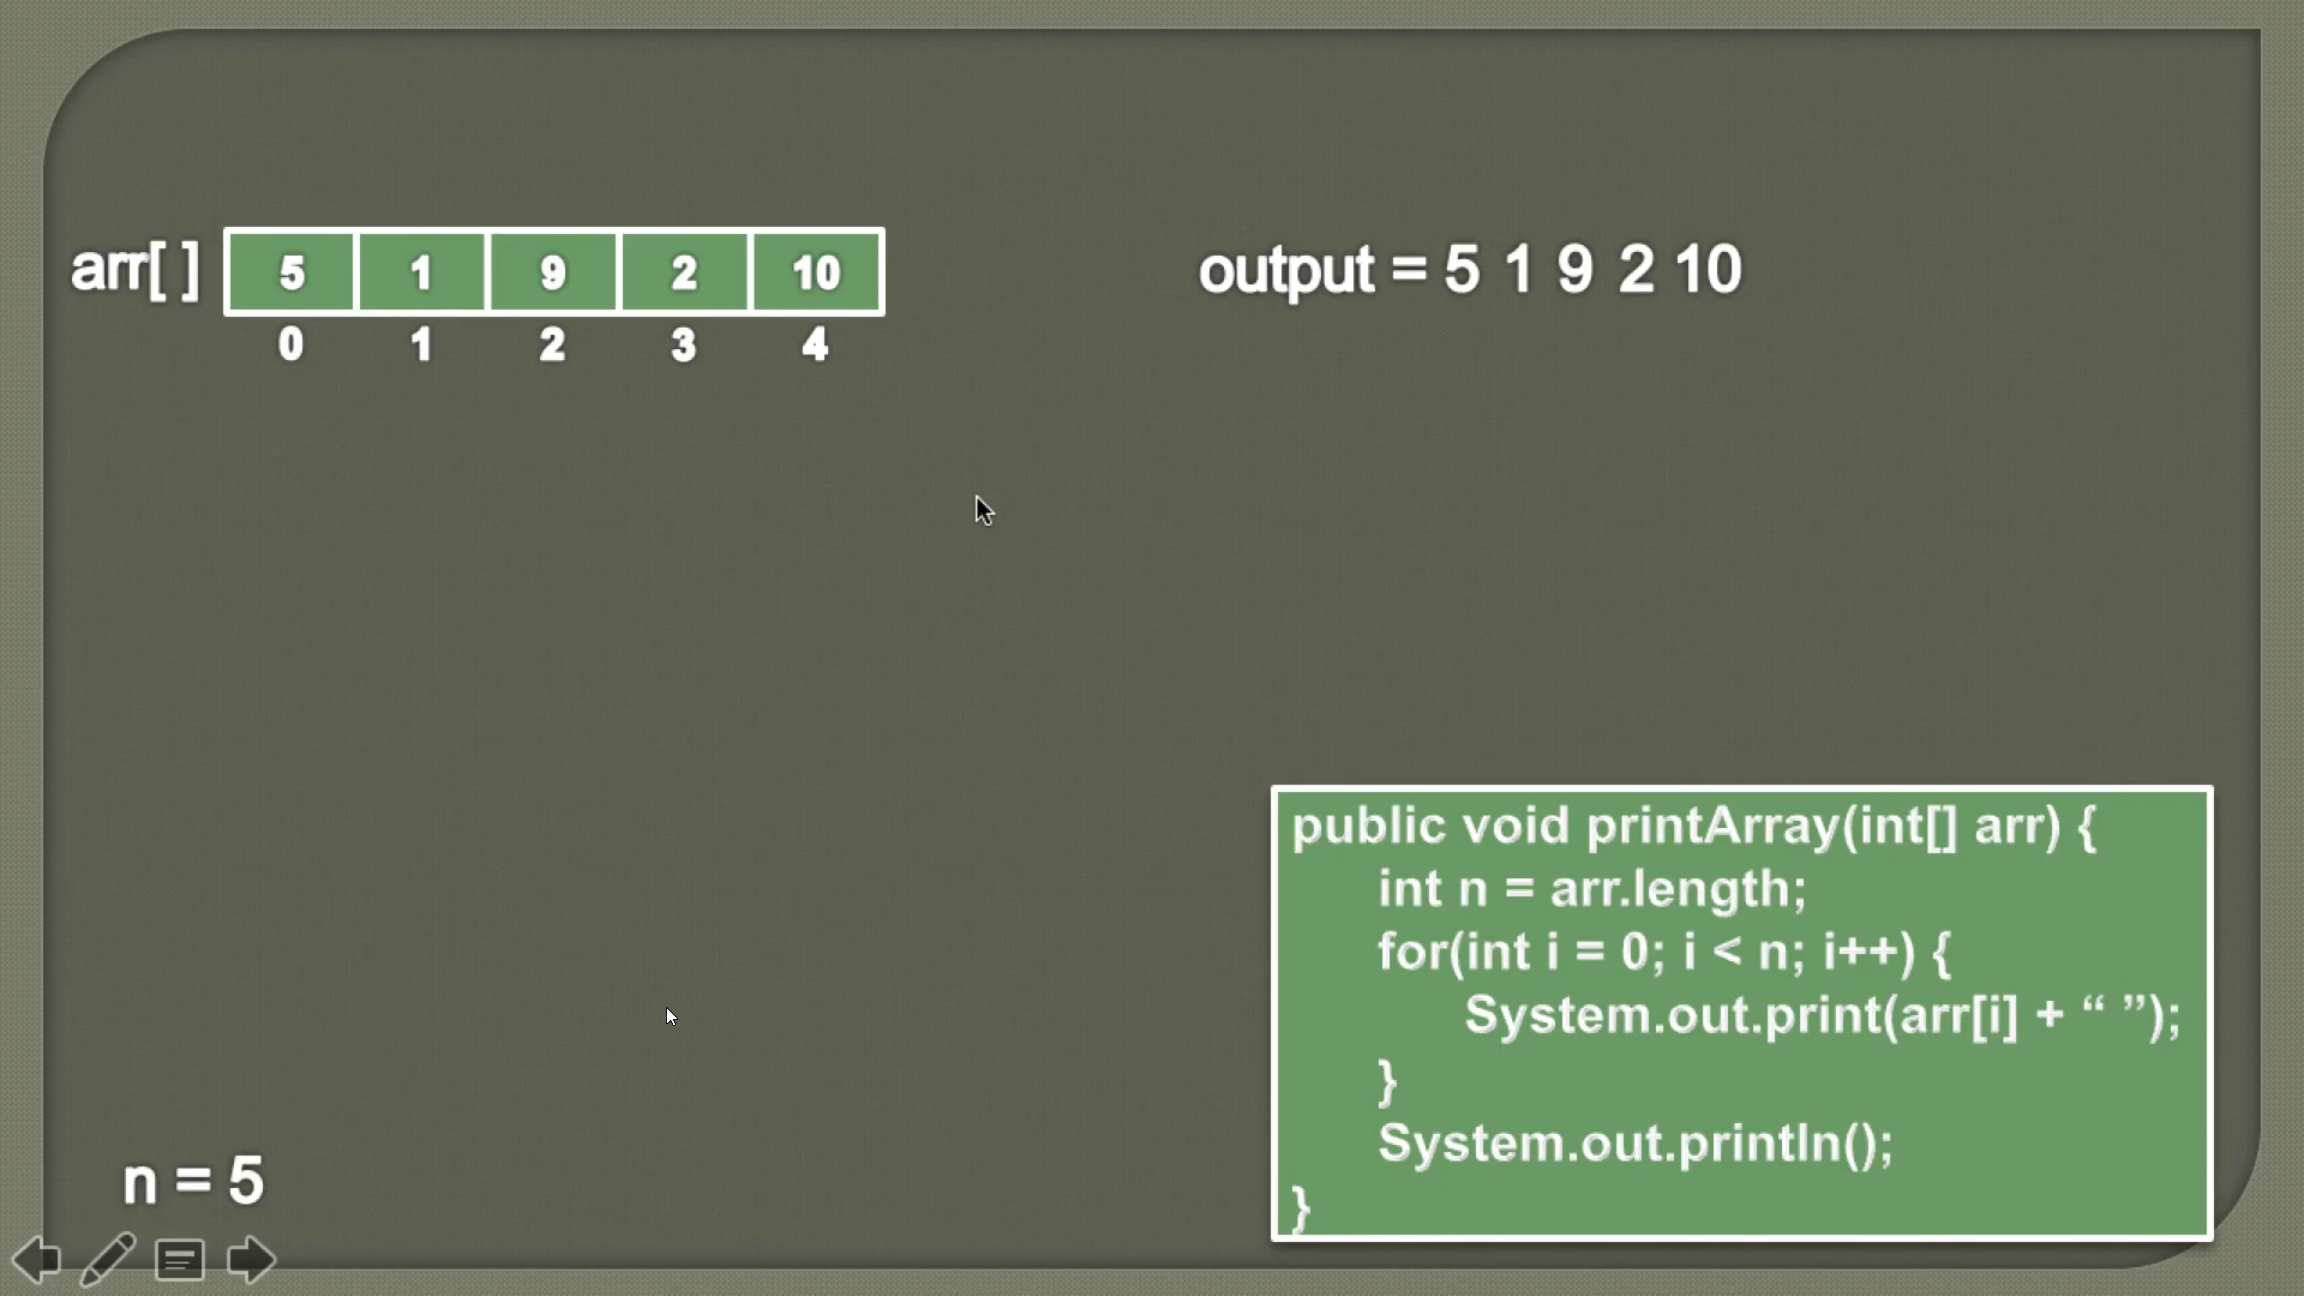 arr[ ] 5 1 9 2 10
0 1 2 3 4
output = 5 1 9 2 10
public void printArray(int[] arr) {
int n = arr.length;
for(int i = 0; i < n; i++) {
System.out.print(arr[i] + “ ”);
}
System.out.println();
}
n = 5